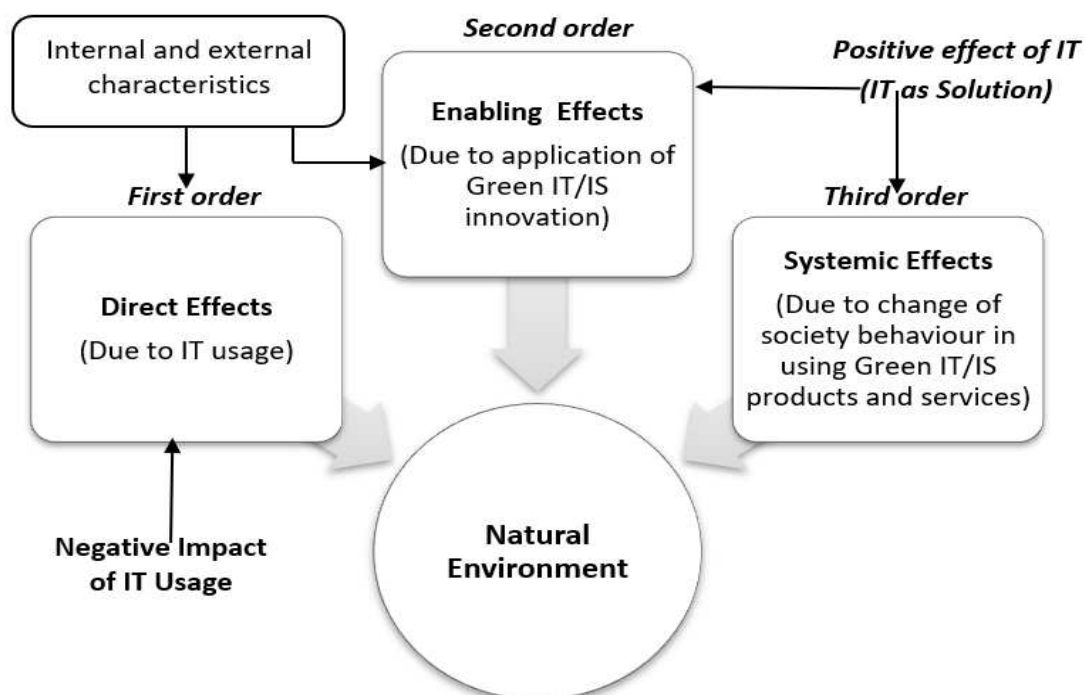 Internal and external
characteristics
Second order
Positive effect of IT
(IT as Solution)
Enabling Effects
(Due to application of
Green IT/IS
innovation)
First order
Third order
Direct Effects
(Due to IT usage)
Systemic Effects
(Due to change of
society behaviour in
using Green IT/IS
products and services)
Negative Impact
of IT Usage
Natural
Environment